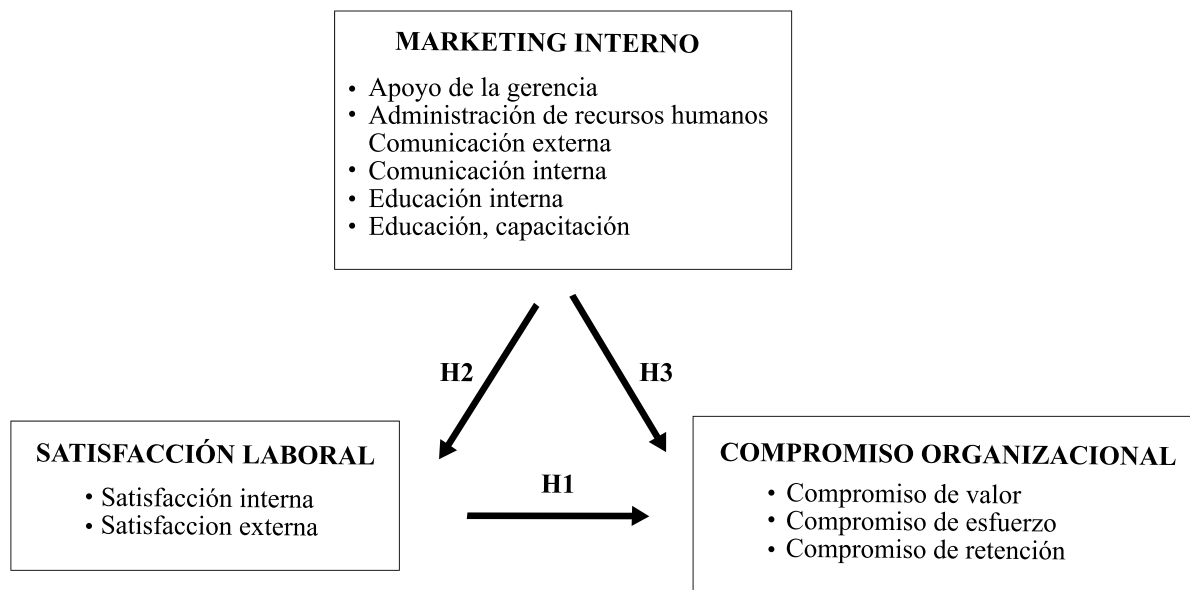 MARKETING INTERNO
• Apoyo de la gerencia
• Administración de recursos humanos
Comunicación externa
• Comunicación interna
• Educación interna
• Educación, capacitación
H2
H3
SATISFACCIÓN LABORAL
• Satisfacción interna
• Satisfaccion externa
H1
COMPROMISO ORGANIZACIONAL
• Compromiso de valor
• Compromiso de esfuerzo
• Compromiso de retención